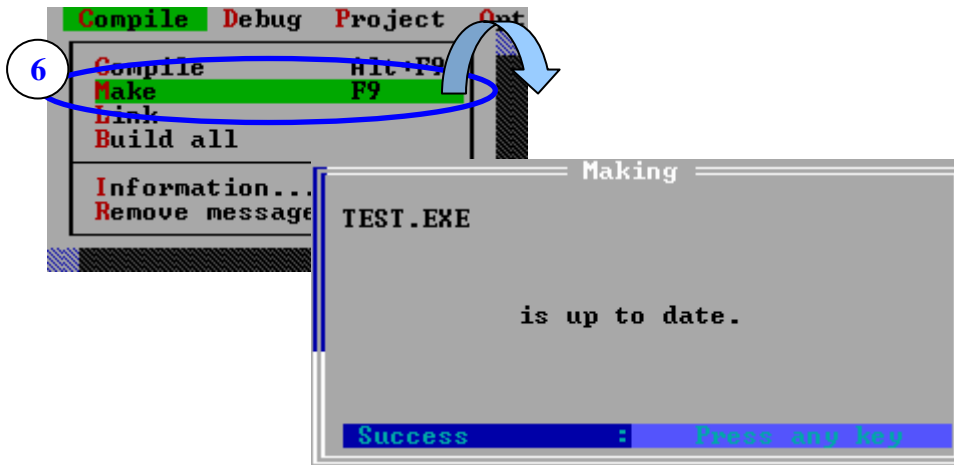 Compile Debug Project Opt
6
Compile Alt+F9
Make F9
Link
Build all
Information...
Remove message
Making
TEST.EXE
is up to date.
Success : Press any key